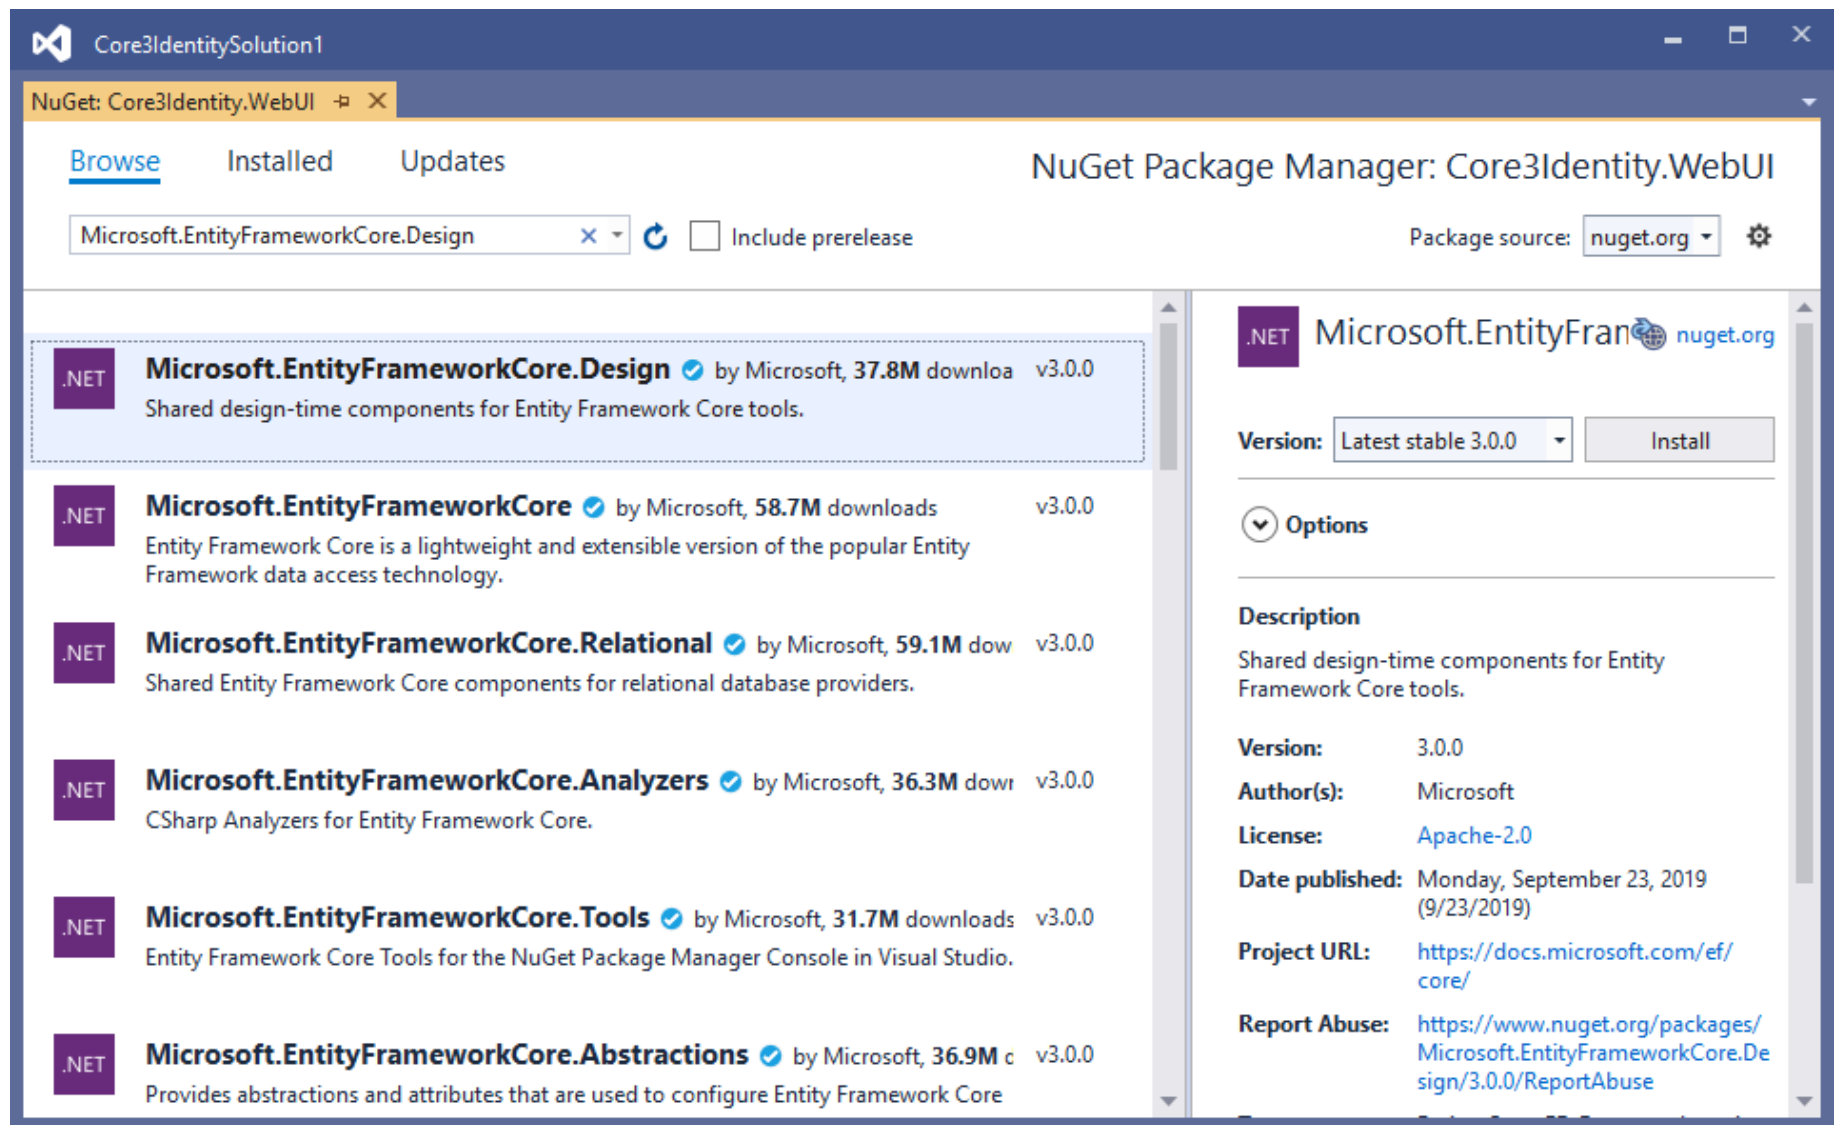 Core3IdentitySolution1
NuGet: Core3Identity.WebUI
Browse Installed Updates
NuGet Package Manager: Core3Identity.WebUI
Microsoft.EntityFrameworkCore.Design
Include prerelease
Package source: nuget.org
.NET
Microsoft.EntityFrameworkCore.Design by Microsoft, 37.8M downloa v3.0.0
Shared design-time components for Entity Framework Core tools.
.NET
Microsoft.EntityFrameworkCore by Microsoft, 58.7M downloads v3.0.0
Entity Framework Core is a lightweight and extensible version of the popular Entity
Framework data access technology.
.NET
Microsoft.EntityFrameworkCore.Relational by Microsoft, 59.1M dow v3.0.0
Shared Entity Framework Core components for relational database providers.
.NET
Microsoft.EntityFrameworkCore.Analyzers by Microsoft, 36.3M dowr v3.0.0
CSharp Analyzers for Entity Framework Core.
.NET
Microsoft.EntityFrameworkCore.Tools by Microsoft, 31.7M downloads v3.0.0
Entity Framework Core Tools for the NuGet Package Manager Console in Visual Studio.
.NET
Microsoft.EntityFrameworkCore.Abstractions by Microsoft, 36.9M v3.0.0
Provides abstractions and attributes that are used to configure Entity Framework Core
.NET
Microsoft.EntityFran nuget.org
Version: Latest stable 3.0.0 Install
Options
Description
Shared design-time components for Entity
Framework Core tools.
Version: 3.0.0
Author(s): Microsoft
License: Apache-2.0
Date published: Monday, September 23, 2019
(9/23/2019)
Project URL: https://docs.microsoft.com/ef/
core/
Report Abuse: https://www.nuget.org/packages/
Microsoft.EntityFrameworkCore.De
sign/3.0.0/ReportAbuse